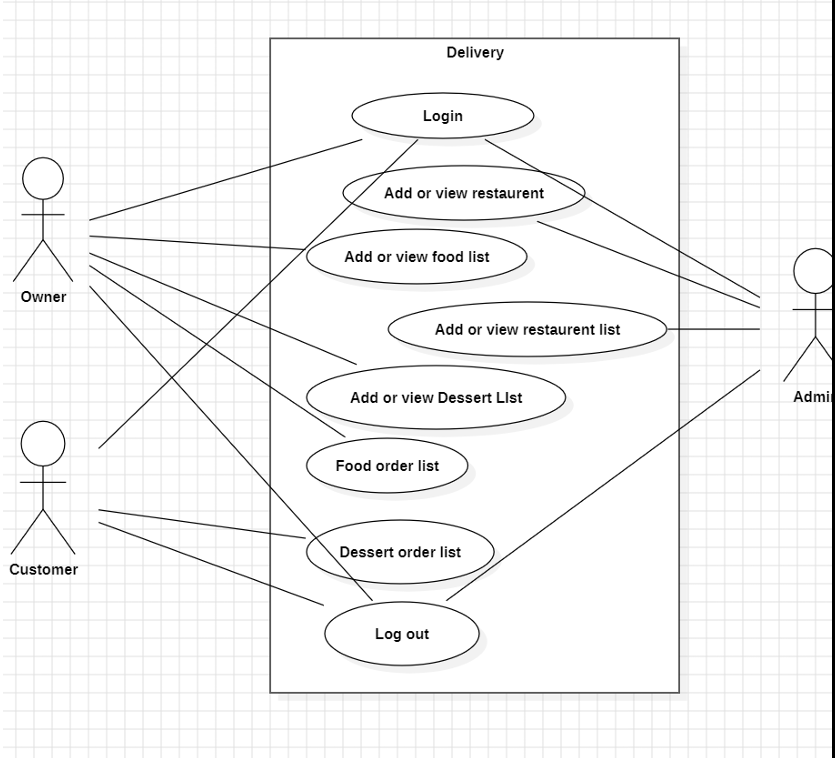 Delivery
Login
Add or view restaurent
Add or view food list
Owner
Add or view restaurent list
Add or view Dessert LIst
Admi
Food order list
Dessert order list
Customer
Log out